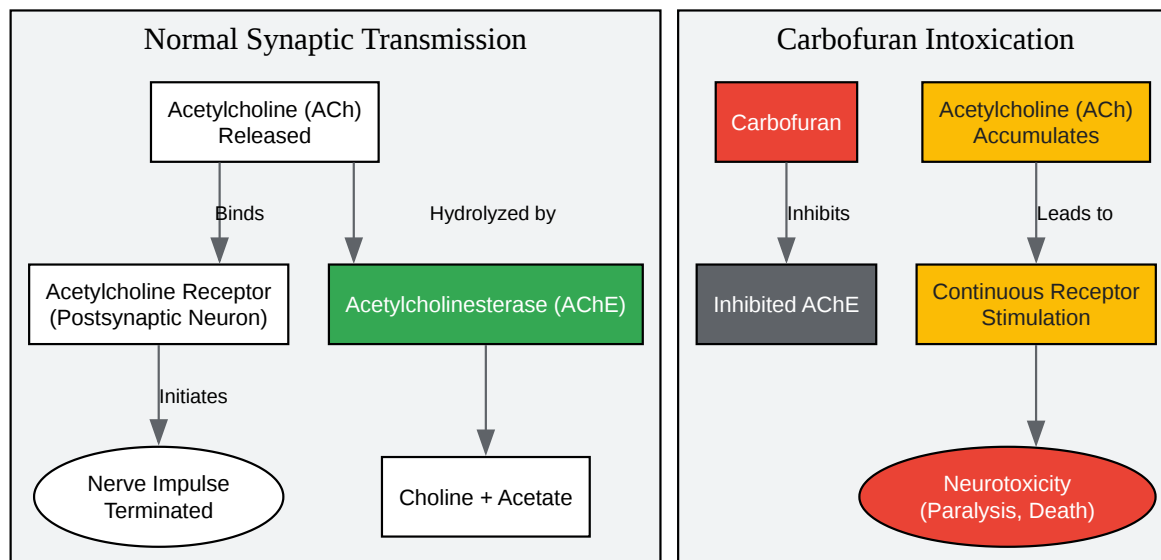 Normal Synaptic Transmission
Acetylcholine (ACh)
Released
Binds
Hydrolyzed by
Acetylcholine Receptor
(Postsynaptic Neuron)
Acetylcholinesterase (AChE)
Initiates
Nerve Impulse
Terminated
Choline + Acetate
Carbofuran Intoxication
Carbofuran
Acetylcholine (ACh)
Accumulates
Inhibits
Leads to
Inhibited AChE
Continuous Receptor
Stimulation
Neurotoxicity
(Paralysis, Death)